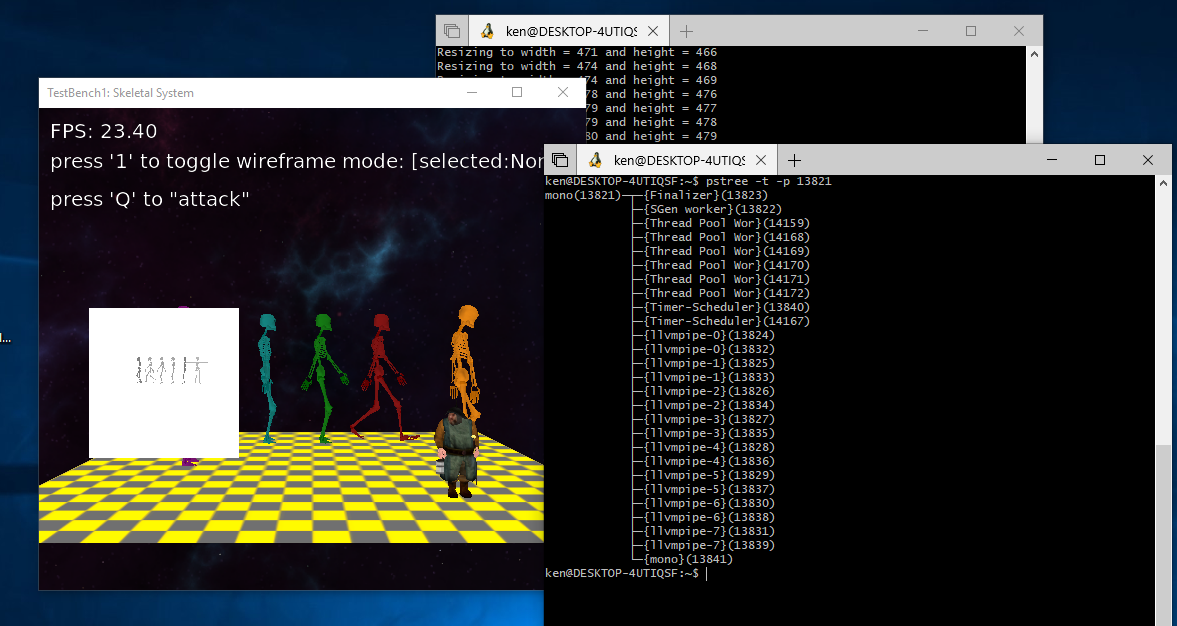 ken@DESKTOP-4UTIQS
Resizing to width = 471 and height = 466
Resizing to width = 474 and height = 468
74 and height = 469
78 and height = 476
79 and height = 477
79 and height = 478
80 and height = 479
TestBench1: Skeletal System
FPS: 23.40
press '1' to toggle wireframe mode: [selected:Nor
press 'Q' to "attack"
ken@DESKTOP-4UTIQS
ken@DESKTOP-4UTIQSF:~$ pstree -t -p 13821
mono(13821)─┬─{Finalizer}(13823)
├─{SGen worker}(13822)
├─{Thread Pool Wor}(14159)
├─{Thread Pool Wor}(14168)
├─{Thread Pool Wor}(14169)
├─{Thread Pool Wor}(14170)
├─{Thread Pool Wor}(14171)
├─{Thread Pool Wor}(14172)
├─{Timer-Scheduler}(13840)
├─{Timer-Scheduler}(14167)
├─{llvmpipe-0}(13824)
├─{llvmpipe-0}(13832)
├─{llvmpipe-1}(13825)
├─{llvmpipe-1}(13833)
├─{llvmpipe-2}(13826)
├─{llvmpipe-2}(13834)
├─{llvmpipe-3}(13827)
├─{llvmpipe-3}(13835)
├─{llvmpipe-4}(13828)
├─{llvmpipe-4}(13836)
├─{llvmpipe-5}(13829)
├─{llvmpipe-5}(13837)
├─{llvmpipe-6}(13830)
├─{llvmpipe-6}(13838)
├─{llvmpipe-7}(13831)
├─{llvmpipe-7}(13839)
└─{mono}(13841)
ken@DESKTOP-4UTIQSF:~$